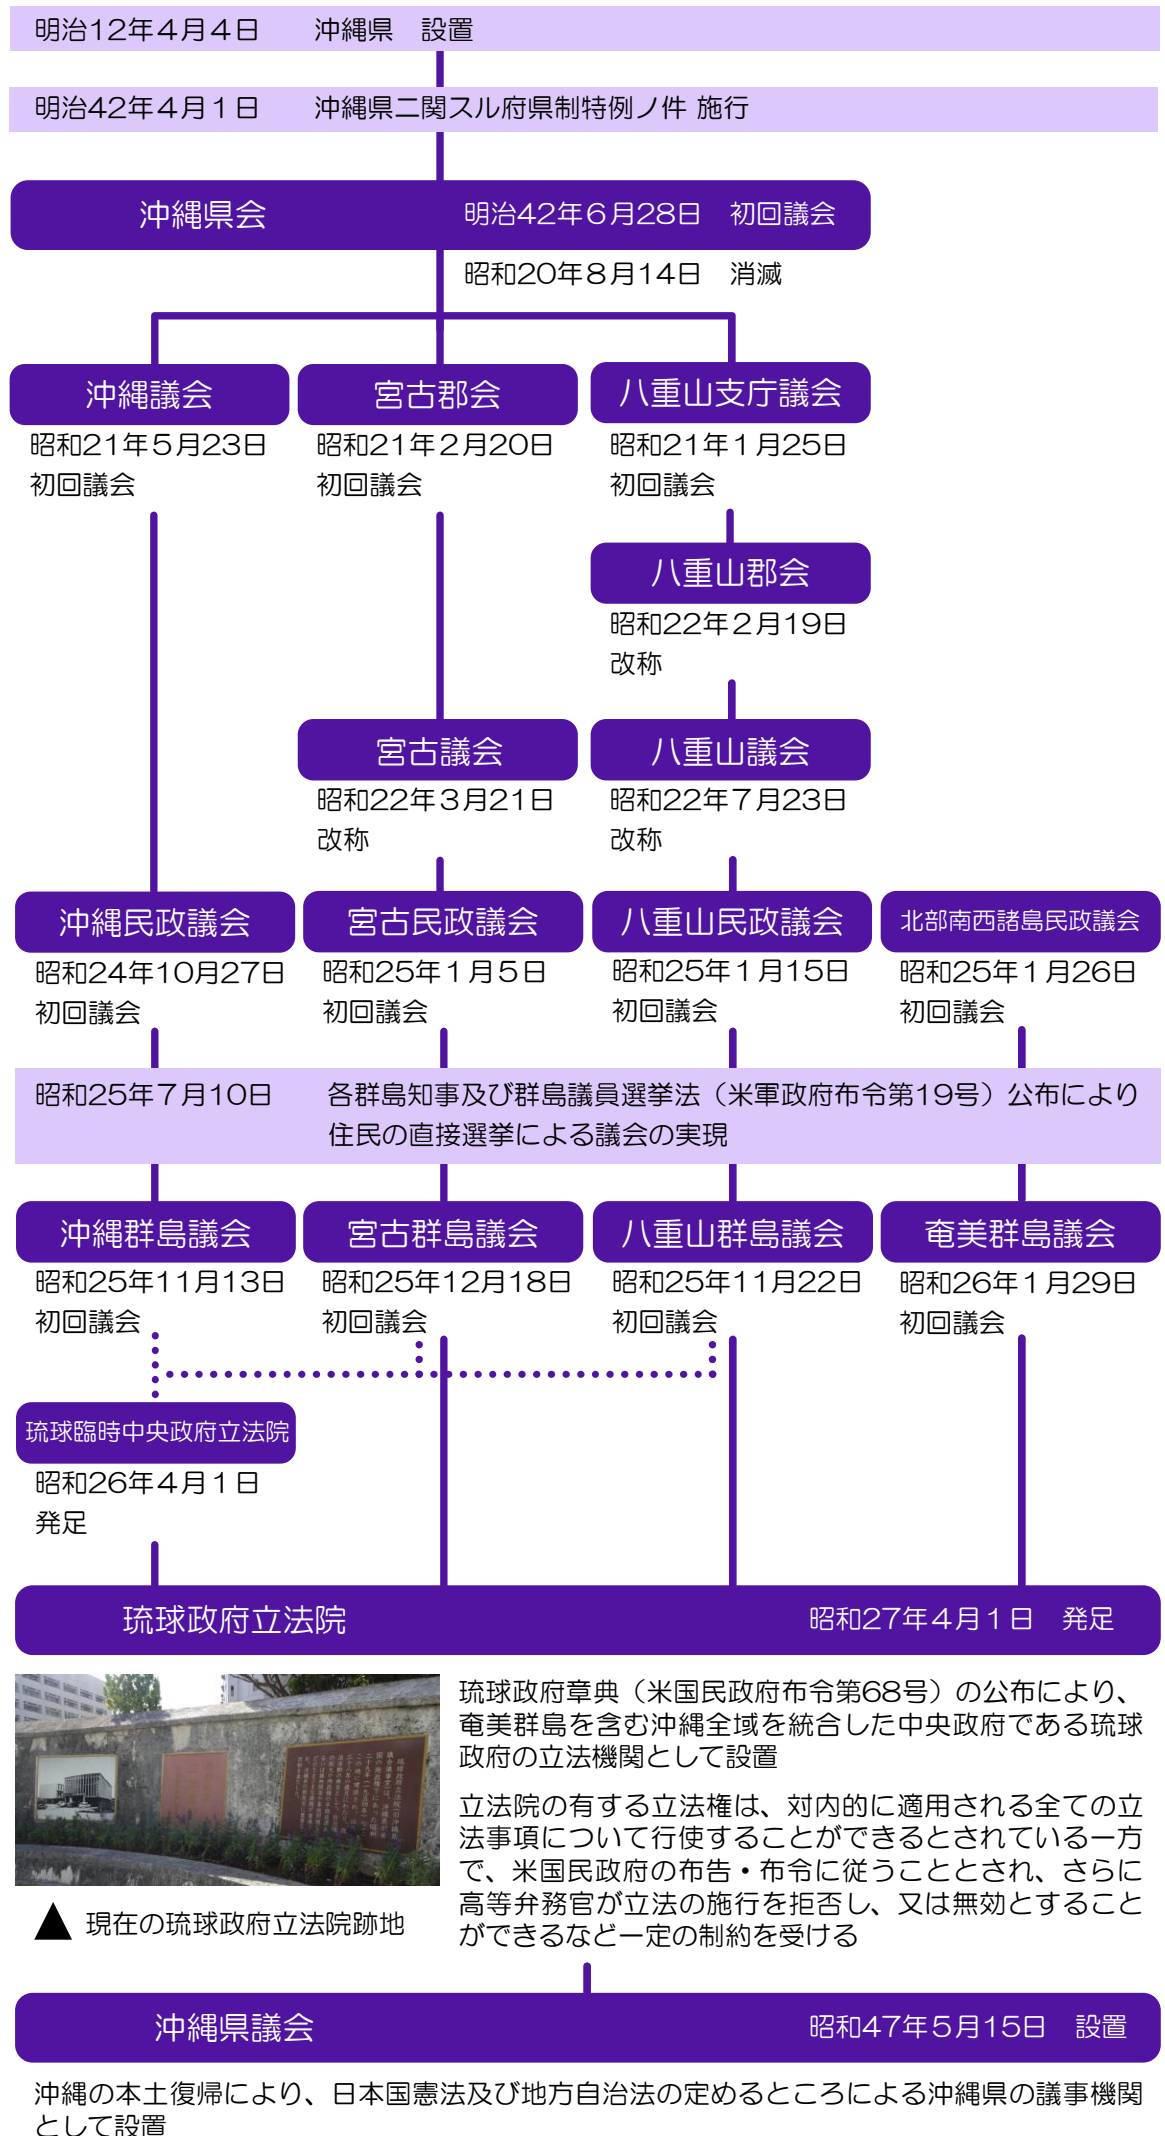 明治12年4月4日　沖縄県　設置
明治42年4月1日　沖縄県ニ関スル府県制特例ノ件 施行
沖縄県会　明治42年6月28日　初回議会
昭和20年8月14日　消滅
沖縄議会
昭和21年5月23日
初回議会
宮古郡会
昭和21年2月20日
初回議会
八重山支庁議会
昭和21年1月25日
初回議会
八重山郡会
昭和22年2月19日
改称
宮古議会
昭和22年3月21日
改称
八重山議会
昭和22年7月23日
改称
沖縄民政議会
昭和24年10月27日
初回議会
宮古民政議会
昭和25年1月5日
初回議会
八重山民政議会
昭和25年1月15日
初回議会
北部南西諸島民政議会
昭和25年1月26日
初回議会
昭和25年7月10日　各群島知事及び群島議員選挙法（米軍政府布令第19号）公布により
住民の直接選挙による議会の実現
沖縄群島議会
昭和25年11月13日
初回議会
宮古群島議会
昭和25年12月18日
初回議会
八重山群島議会
昭和25年11月22日
初回議会
奄美群島議会
昭和26年1月29日
初回議会
琉球臨時中央政府立法院
昭和26年4月1日
発足
琉球政府立法院　昭和27年4月1日　発足
琉球政府章典（米国民政府布令第68号）の公布により、
奄美群島を含む沖縄全域を統合した中央政府である琉球
政府の立法機関として設置
立法院の有する立法権は、対内的に適用される全ての立
法事項について行使することができるとされている一方
で、米国民政府の布告・布令に従うこととされ、さらに
高等弁務官が立法の施行を拒否し、又は無効とすること
ができるなど一定の制約を受ける
▲ 現在の琉球政府立法院跡地
沖縄県議会　昭和47年5月15日　設置
沖縄の本土復帰により、日本国憲法及び地方自治法の定めるところによる沖縄県の議事機関
として設置